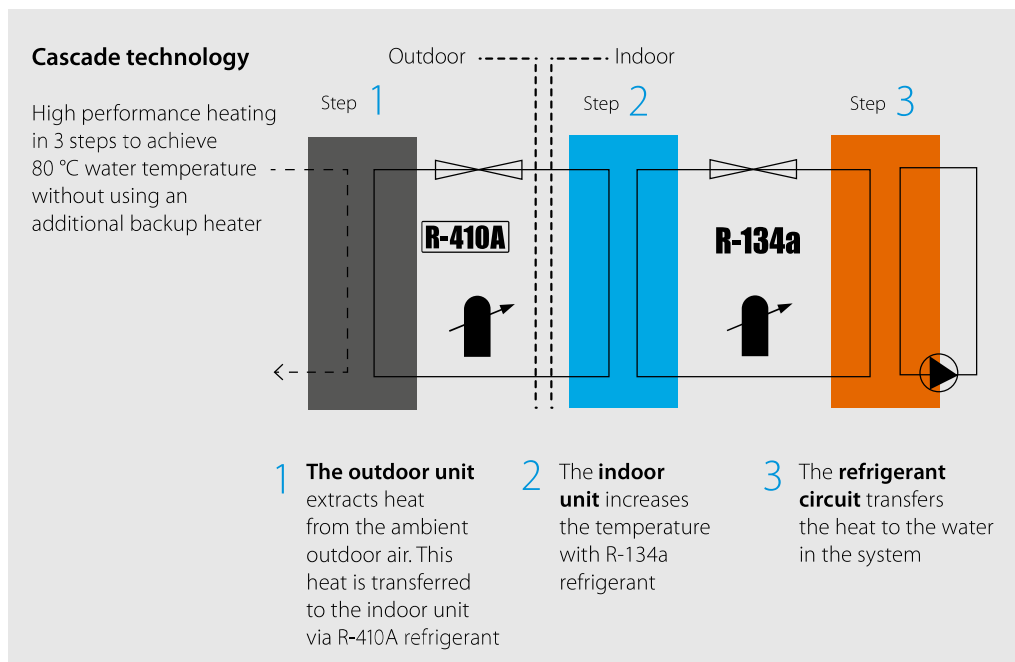 Cascade technology
High performance heating
in 3 steps to achieve
80 °C water temperature
without using an
additional backup heater
Outdoor
Indoor
Step 1
Step 2
Step 3
R-410A
R-134a
1 The outdoor unit
extracts heat
from the ambient
outdoor air. This
heat is transferred
to the indoor unit
via R-410A refrigerant
2 The indoor
unit increases
the temperature
with R-134a
refrigerant
3 The refrigerant
circuit transfers
the heat to the water
in the system